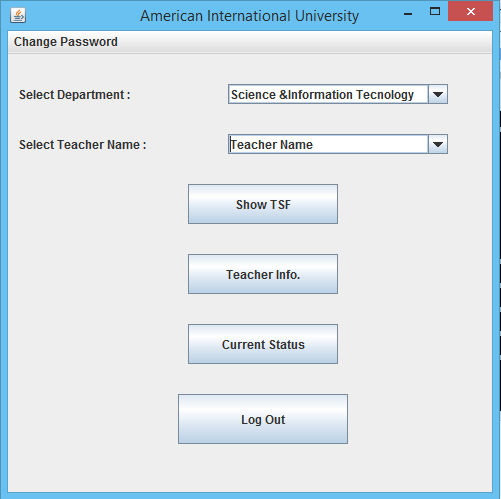 American International University
Change Password
Select Department :
Science &Information Tecnology
Select Teacher Name :
Teacher Name
Show TSF
Teacher Info.
Current Status
Log Out